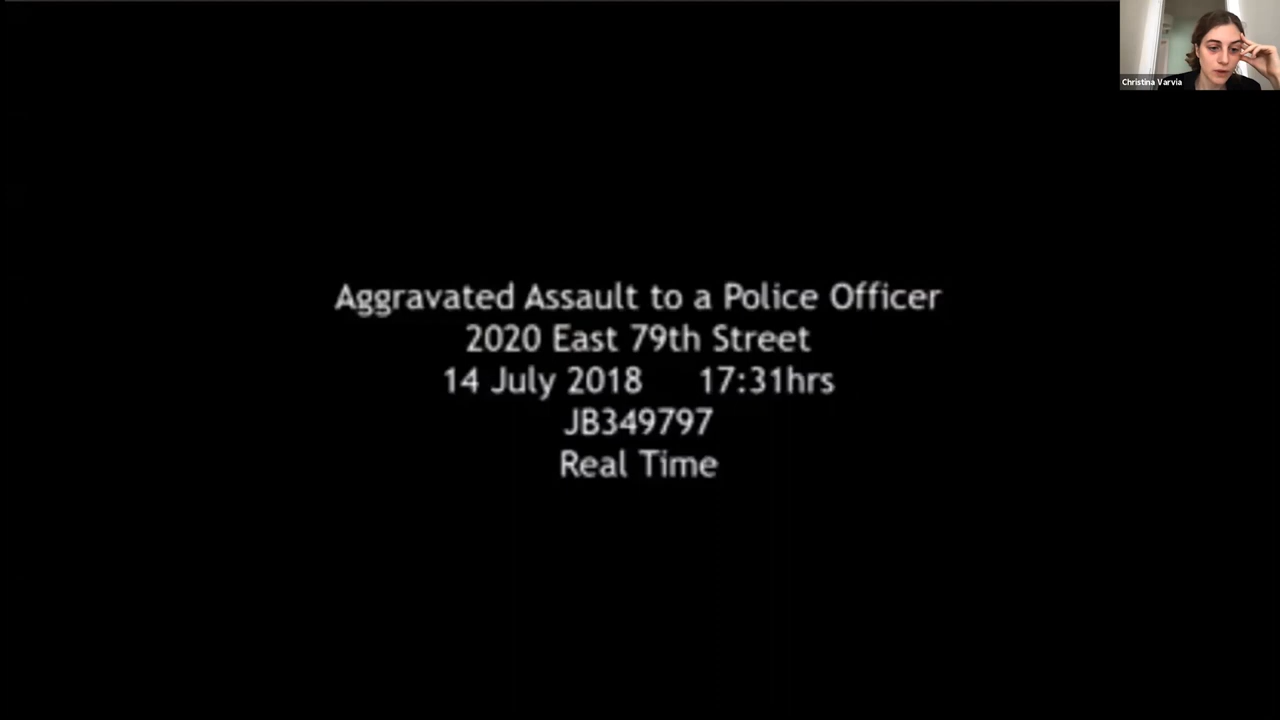 Christina Varvia
Aggravated Assault to a Police Officer
2020 East 79th Street
14 July 2018 17:31hrs
JB349797
Real Time